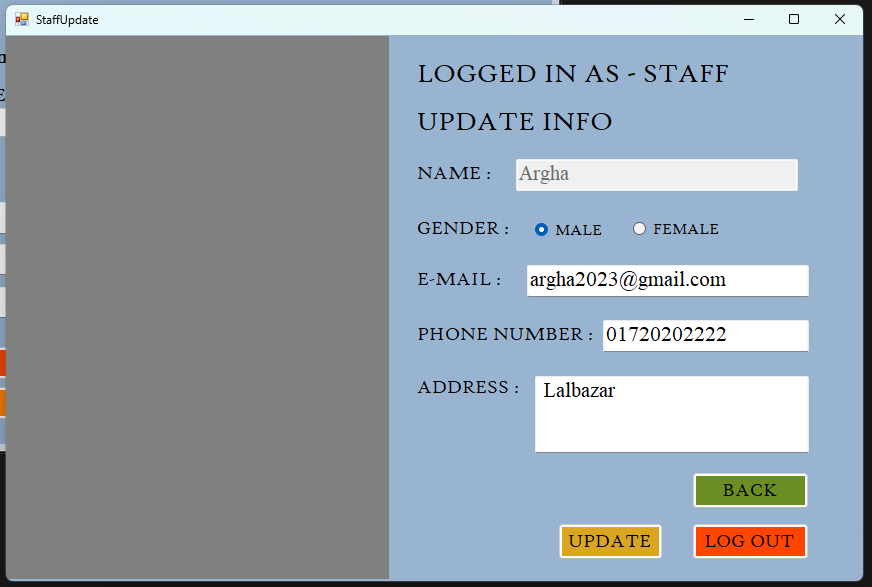 StaffUpdate
LOGGED IN AS - STAFF
UPDATE INFO
NAME : Argha
GENDER : MALE FEMALE
E-MAIL : argha2023@gmail.com
PHONE NUMBER : 01720202222
ADDRESS : Lalbazar
BACK
UPDATE LOG OUT